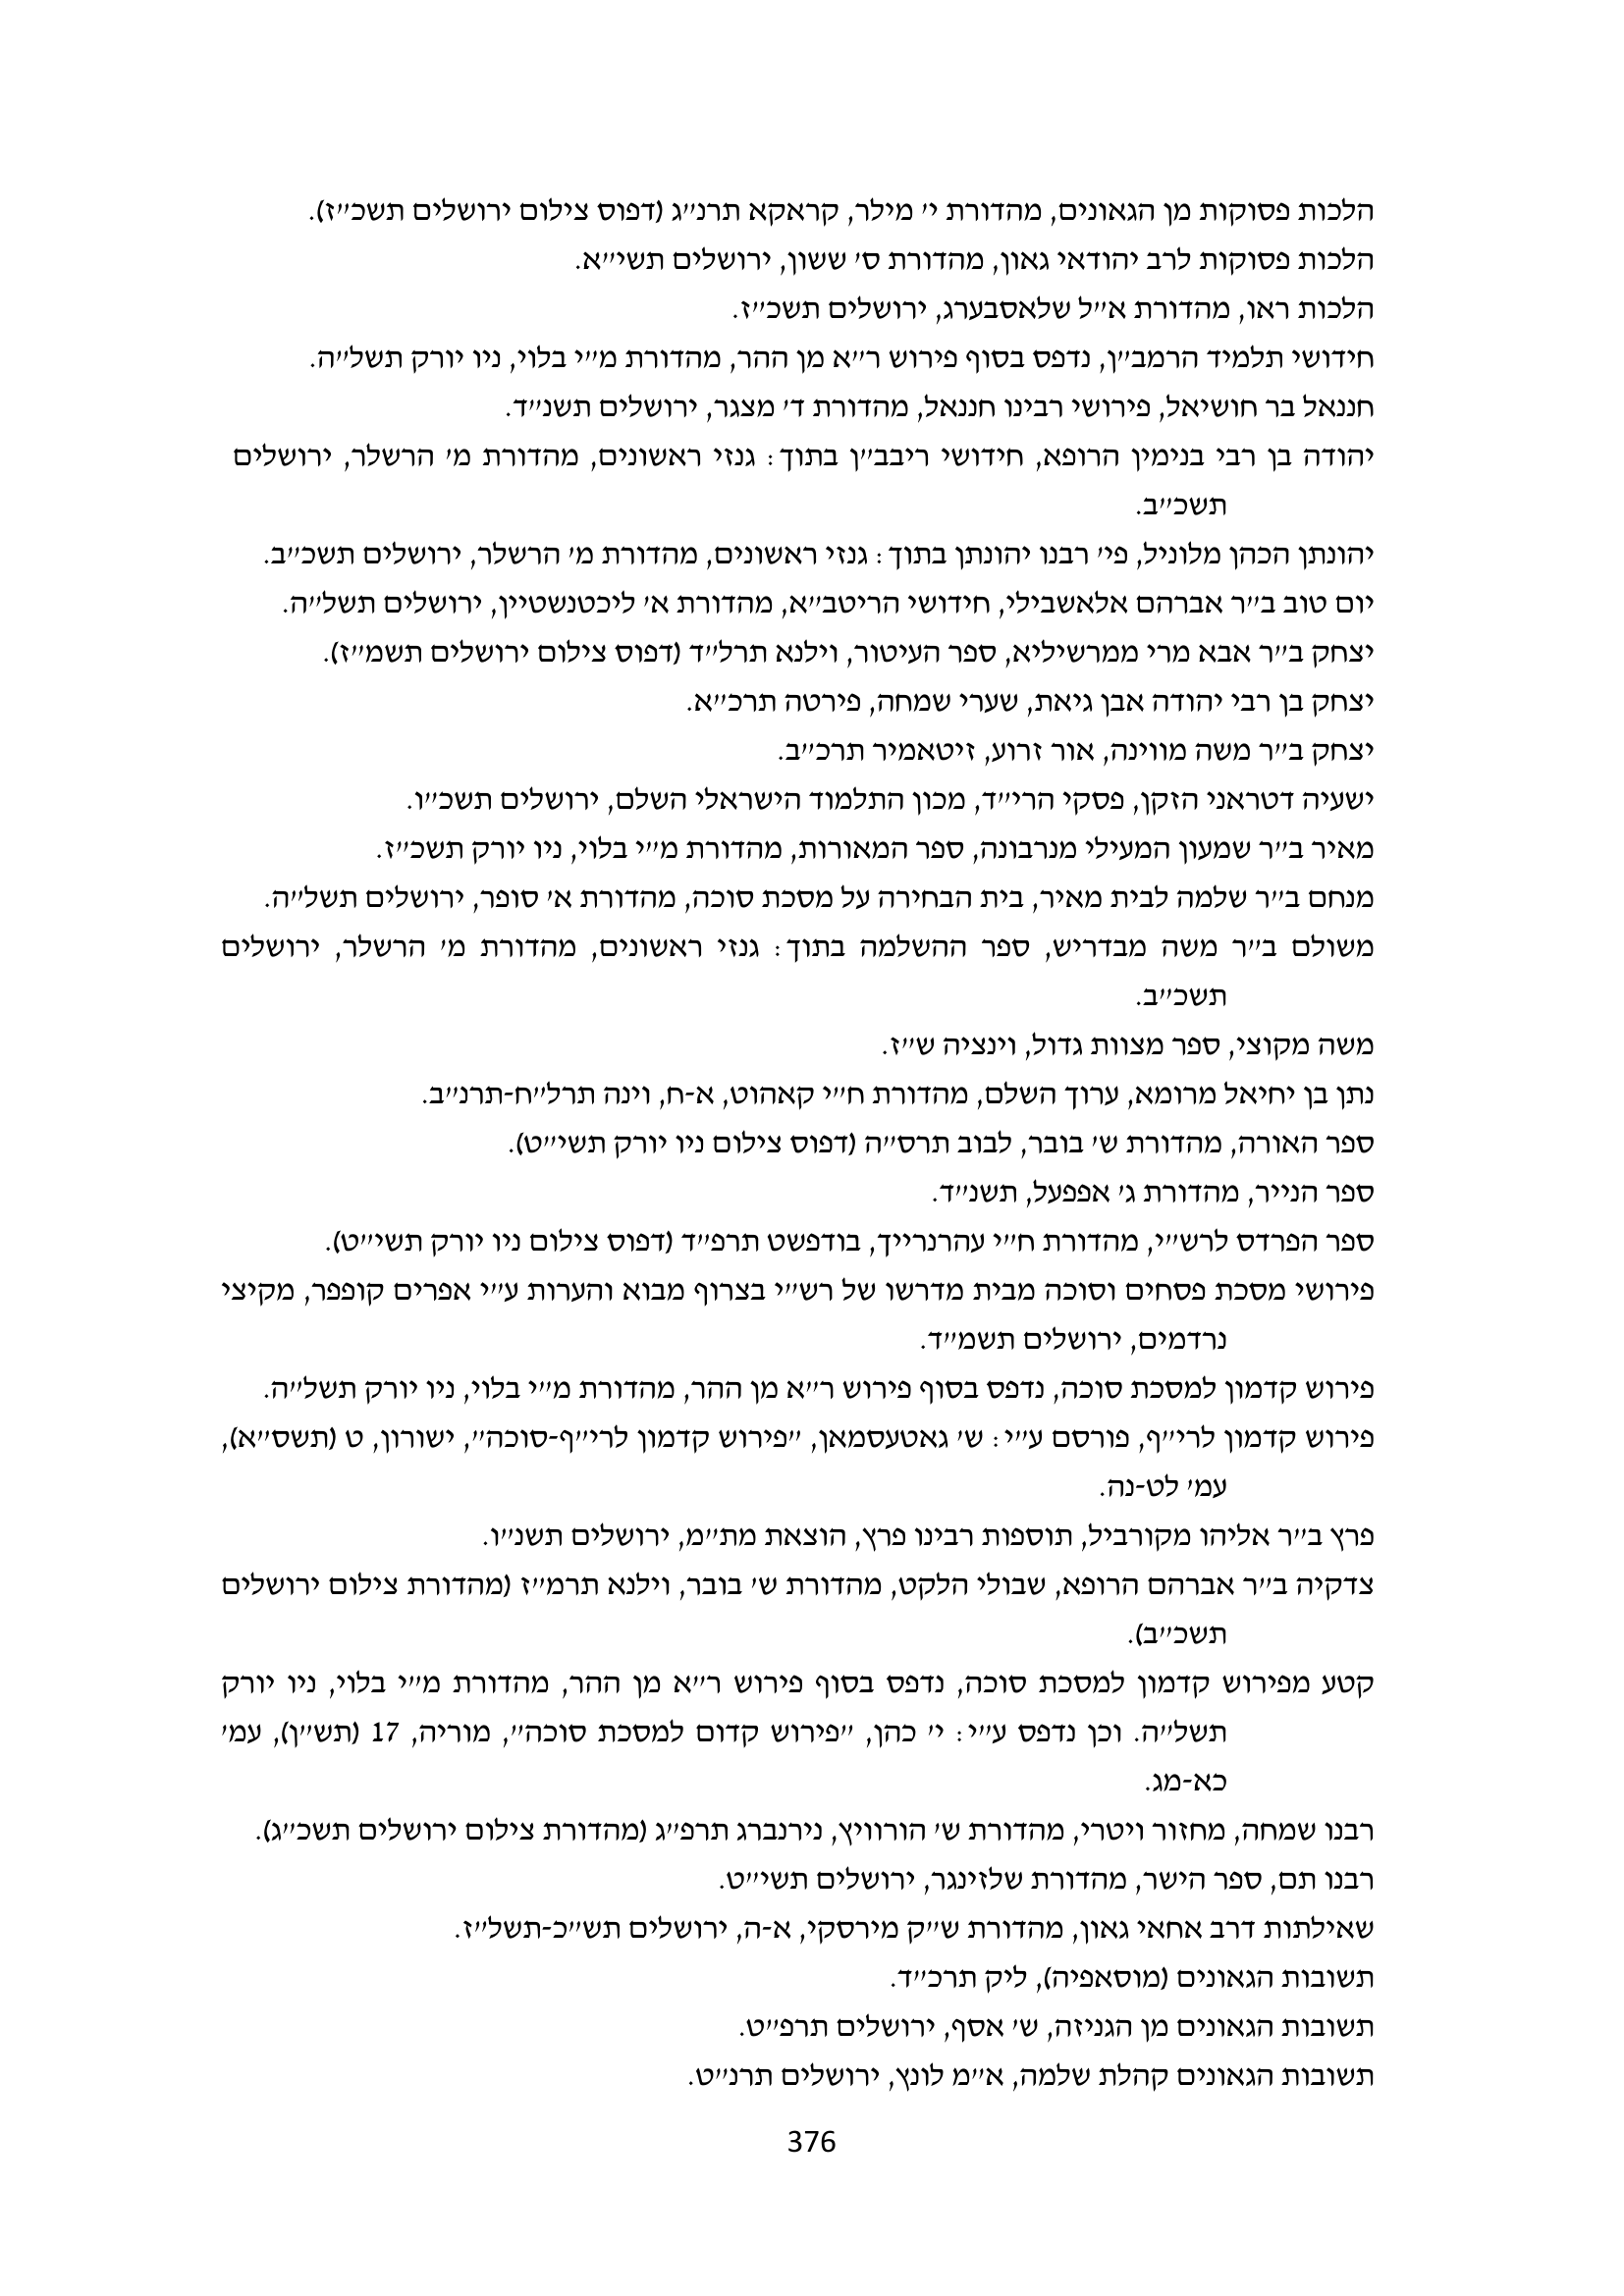 הלכות פסוקות מן הגאונים, מהדורת י' מילר, קראקא תרנ"ג (דפוס צילום ירושלים תשכ"ז).
הלכות פסוקות לרב יהודאי גאון, מהדורת ס' ששון, ירושלים תשי"א.
הלכות ראו, מהדורת א"ל שלאסבערג, ירושלים תשכ"ז.
חידושי תלמיד הרמב"ן, נדפס בסוף פירוש ר"א מן ההר, מהדורת מ"י בלוי, ניו יורק תשל"ה.
חננאל בר חושיאל, פירושי רבינו חננאל, מהדורת ד' מצגר, ירושלים תשנ"ד.
יהודה בן רבי בנימין הרופא, חידושי ריבב"ן בתוך: גנזי ראשונים, מהדורת מ' הרשלר, ירושלים
תשכ"ב.
יהונתן הכהן מלוניל, פי' רבנו יהונתן בתוך: גנזי ראשונים, מהדורת מ' הרשלר, ירושלים תשכ"ב.
יום טוב ב"ר אברהם אלאשבילי, חידושי הריטב"א, מהדורת א' ליכטנשטיין, ירושלים תשל"ה.
יצחק ב"ר אבא מרי ממרשיליא, ספר העיטור, וילנא תרל"ד (דפוס צילום ירושלים תשמ"ז).
יצחק בן רבי יהודה אבן גיאת, שערי שמחה, פירטה תרכ"א.
יצחק ב"ר משה מווינה, אור זרוע, זיטאמיר תרכ"ב.
ישעיה דטראני הזקן, פסקי הרי"ד, מכון התלמוד הישראלי השלם, ירושלים תשכ"ו.
מאיר ב"ר שמעון המעילי מנרבונה, ספר המאורות, מהדורת מ"י בלוי, ניו יורק תשכ"ז.
מנחם ב"ר שלמה לבית מאיר, בית הבחירה על מסכת סוכה, מהדורת א' סופר, ירושלים תשל"ה.
משולם ב"ר משה מבדריש, ספר ההשלמה בתוך: גנזי ראשונים, מהדורת מ' הרשלר, ירושלים
תשכ"ב.
משה מקוצי, ספר מצוות גדול, וינציה ש"ז.
נתן בן יחיאל מרומא, ערוך השלם, מהדורת ח"י קאהוט, א-ח, וינה תרל"ח-תרנ"ב.
ספר האורה, מהדורת ש' בובר, לבוב תרס"ה (דפוס צילום ניו יורק תשי"ט).
ספר הנייר, מהדורת ג' אפפעל, תשנ"ד.
ספר הפרדס לרש"י, מהדורת ח"י עהרנרייך, בודפשט תרפ"ד (דפוס צילום ניו יורק תשי"ט).
פירושי מסכת פסחים וסוכה מבית מדרשו של רש"י בצרוף מבוא והערות ע"י אפרים קופפר, מקיצי
נרדמים, ירושלים תשמ"ד.
פירוש קדמון למסכת סוכה, נדפס בסוף פירוש ר"א מן ההר, מהדורת מ"י בלוי, ניו יורק תשל"ה.
פירוש קדמון לרי"ף, פורסם ע"י: ש' גאטעסמאן, "פירוש קדמון לרי"ף-סוכה", ישורון, ט (תשס"א),
עמ' לט-נה.
פרץ ב"ר אליהו מקורביל, תוספות רבינו פרץ, הוצאת מת"מ, ירושלים תשנ"ו.
צדקיה ב"ר אברהם הרופא, שבולי הלקט, מהדורת ש' בובר, וילנא תרמ"ז (מהדורת צילום ירושלים
תשכ"ב).
קטע מפירוש קדמון למסכת סוכה, נדפס בסוף פירוש ר"א מן ההר, מהדורת מ"י בלוי, ניו יורק
תשל"ה. וכן נדפס ע"י: י' כהן, "פירוש קדום למסכת סוכה", מוריה, 17 (תש"ן), עמ'
כא-מג.
רבנו שמחה, מחזור ויטרי, מהדורת ש' הורוויץ, נירנברג תרפ"ג (מהדורת צילום ירושלים תשכ"ג).
רבנו תם, ספר הישר, מהדורת שלזינגר, ירושלים תשי"ט.
שאילתות דרב אחאי גאון, מהדורת ש"ק מירסקי, א-ה, ירושלים תש"כ-תשל"ז.
תשובות הגאונים (מוסאפיה), ליק תרכ"ד.
תשובות הגאונים מן הגניזה, ש' אסף, ירושלים תרפ"ט.
תשובות הגאונים קהלת שלמה, א"מ לונץ, ירושלים תרנ"ט.
376